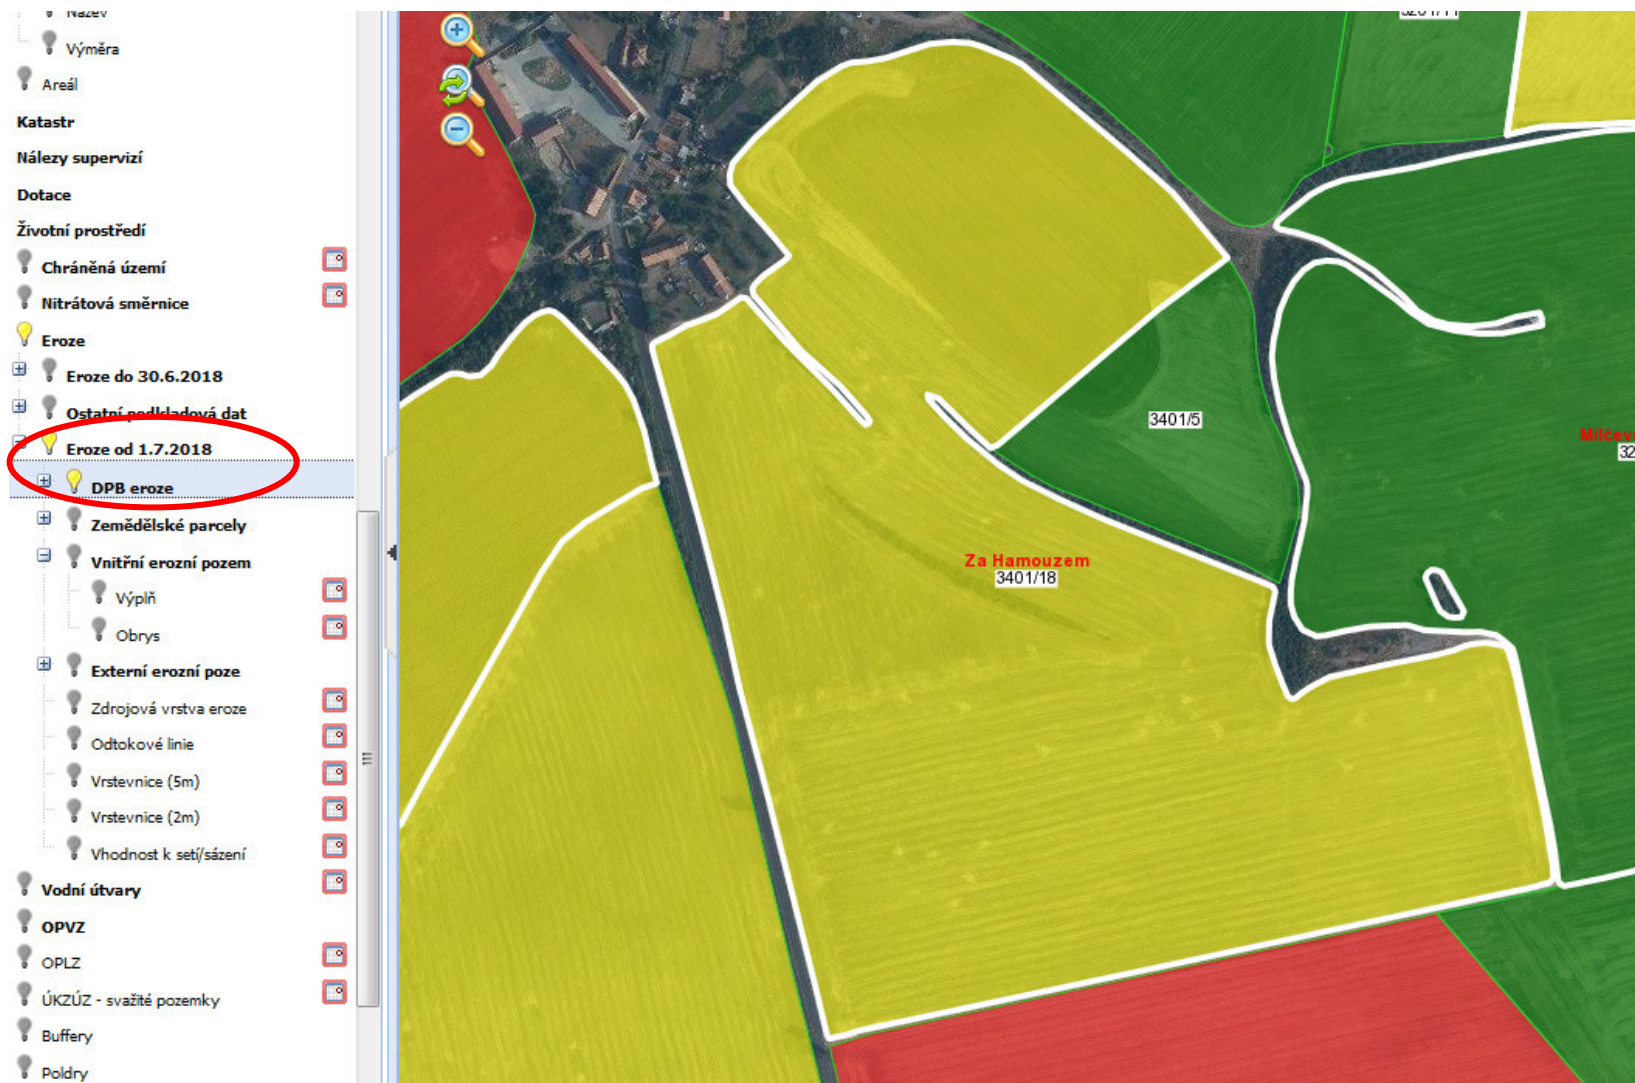 Název
Výměra
Areál
Katastr
Nálezy supervizí
Dotace
Životní prostředí
Chráněná území
Nitrátová směrnice
Eroze
Eroze do 30.6.2018
Ostatní podkladová dat
Eroze od 1.7.2018
DPB eroze
Zemědělské parcely
Vnitřní erozní pozem
Výplň
Obrys
Externí erozní poze
Zdrojová vrstva eroze
Odtokové linie
Vrstevnice (5m)
Vrstevnice (2m)
Vhodnost k setí/sázení
Vodní útvary
OPVZ
OPLZ
ÚKZÚZ - svažité pozemky
Buffery
Poldry
3401/5
Za Hamouzem
3401/18
32